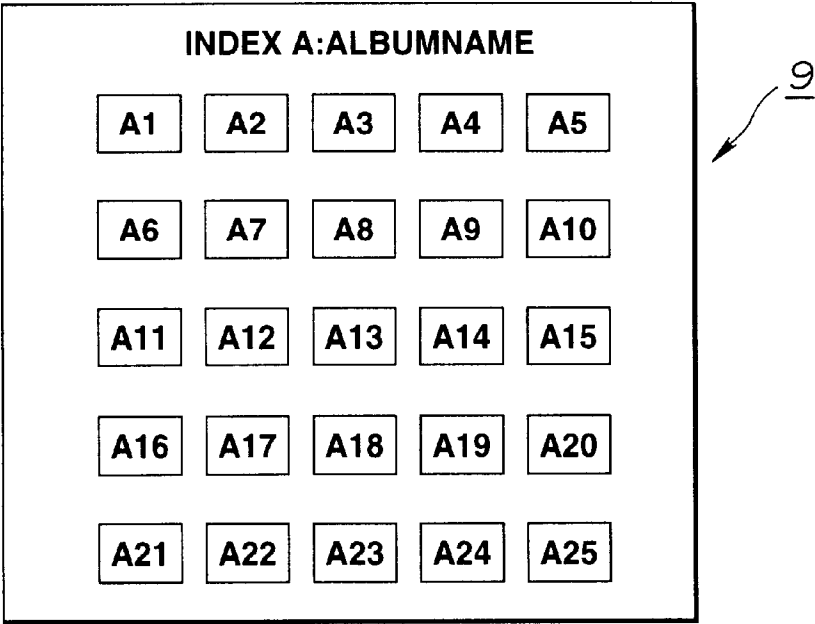 INDEX A:ALBUMNAME
9
A1 A2 A3 A4 A5
A6 A7 A8 A9 A10
A11 A12 A13 A14 A15
A16 A17 A18 A19 A20
A21 A22 A23 A24 A25